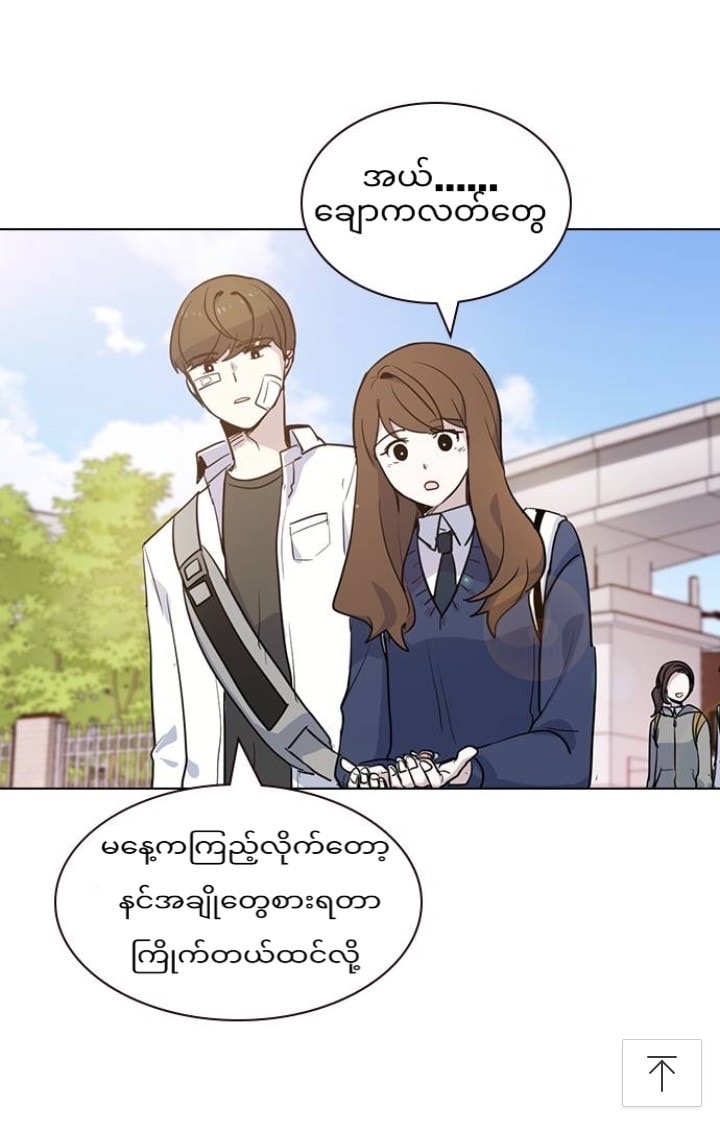 အယ်......
ချောကလတ်တွေ
မနေ့ကကြည့်လိုက်တော့
နင်အချိုတွေစားရတာ
ကြိုက်တယ်ထင်လို့